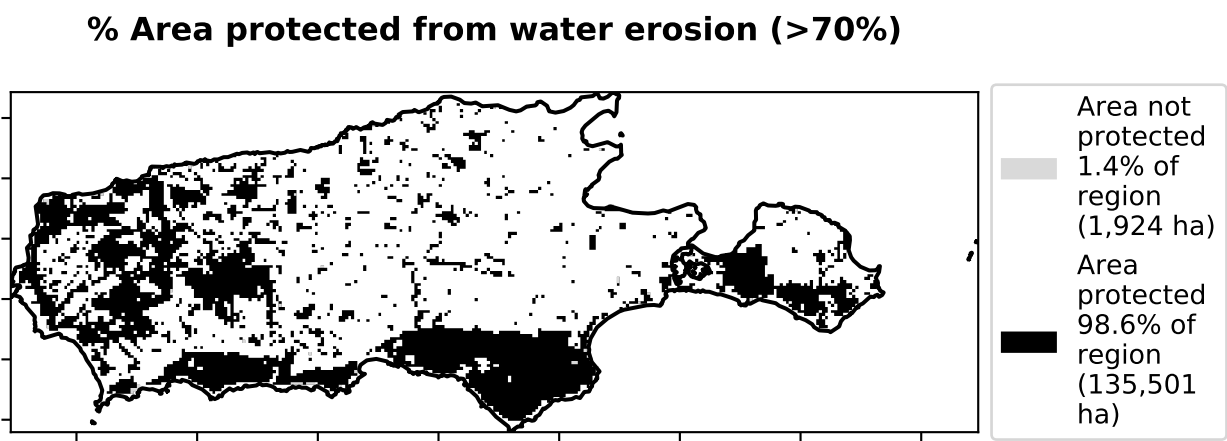 % Area protected from water erosion (>70%)
Area not
protected
1.4% of
region
(1,924 ha)
Area
protected
98.6% of
region
(135,501
ha)